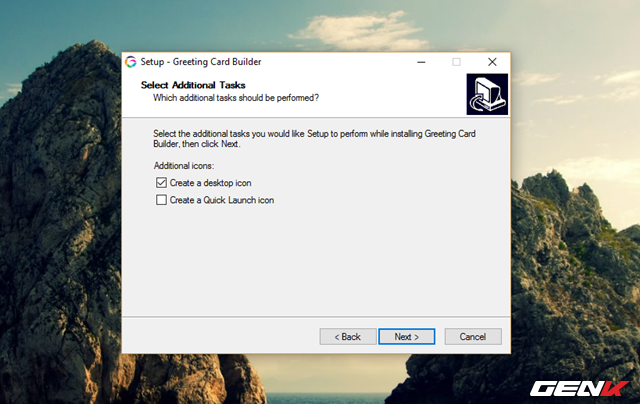 Setup - Greeting Card Builder
Select Additional Tasks
Which additional tasks should be performed?
Select the additional tasks you would like Setup to perform while installing Greeting Card
Builder, then click Next.
Additional icons:
Create a desktop icon
Create a Quick Launch icon
< Back
Next >
Cancel
GENK